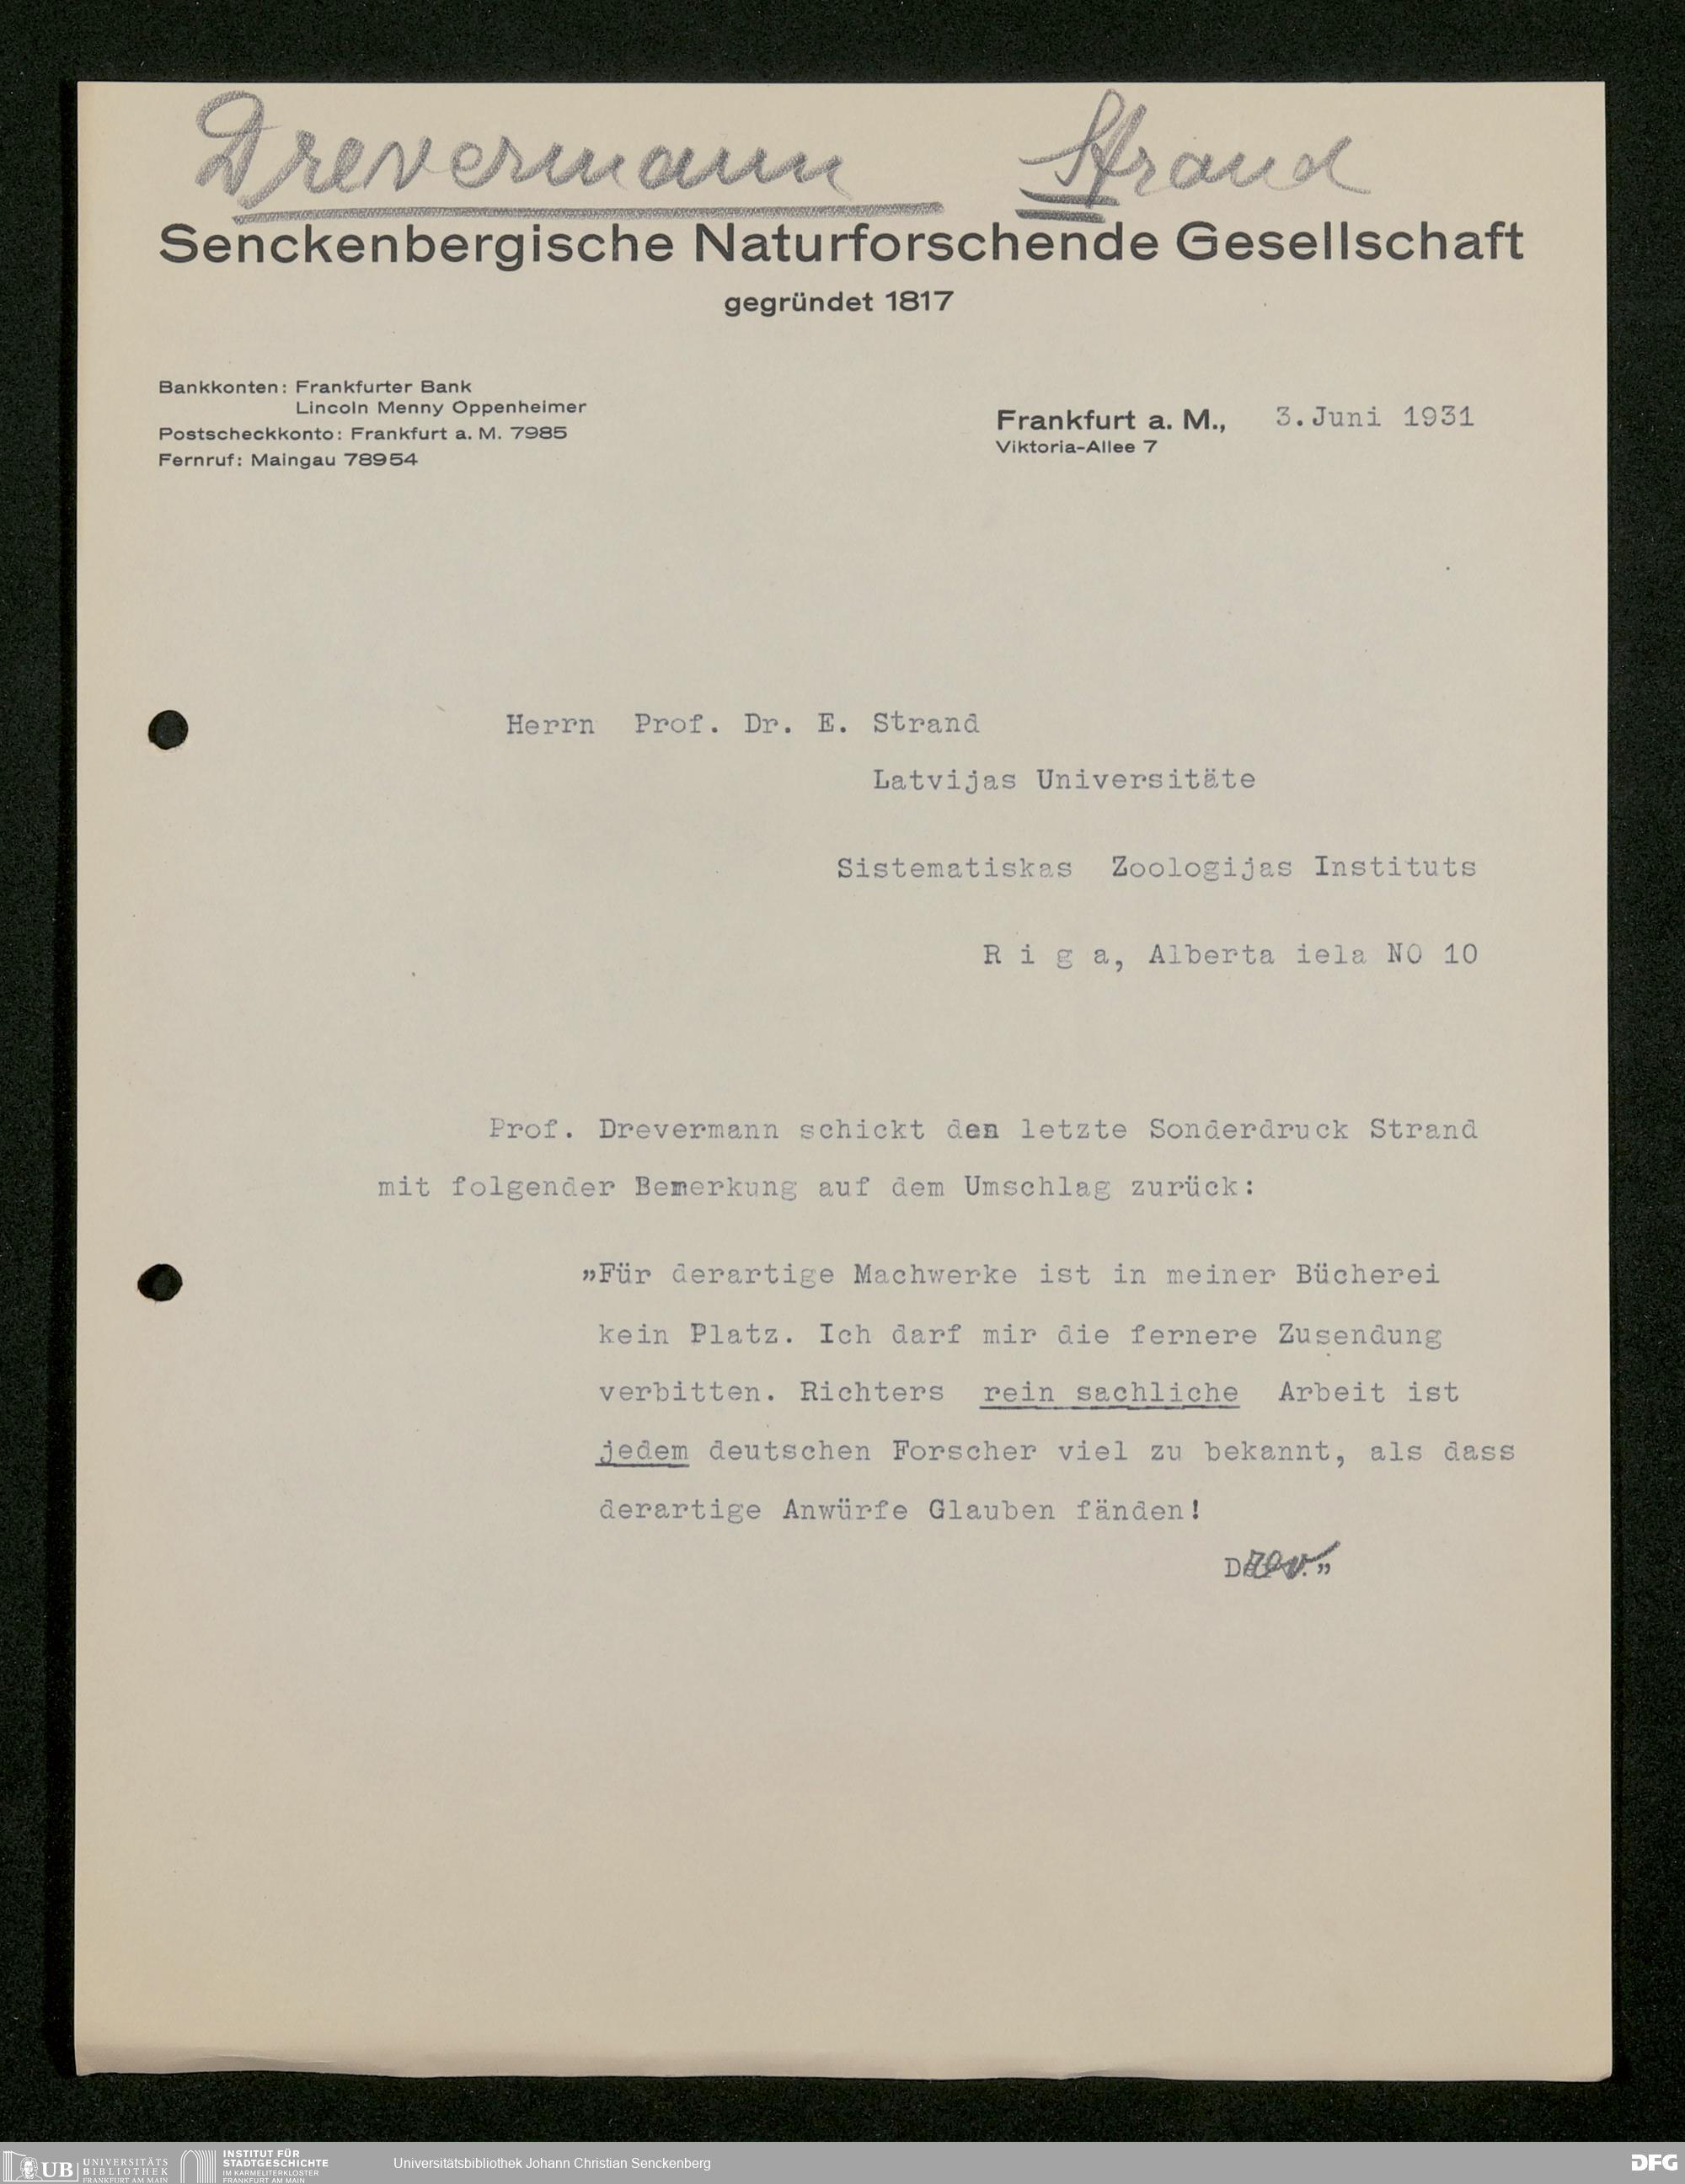 Drevermann Strand
Senckenbergische Naturforschende Gesellschaft
gegründet 1817
Bankkonten: Frankfurter Bank
Lincoln Menny Oppenheimer
Postscheckkonto: Frankfurt a. M. 7985
Fernruf: Maingau 78954
Frankfurt a. M., 3.Juni 1931
Viktoria-Allee 7
Herrn Prof. Dr. E. Strand
Latvijas Universitäte
Sistematiskas Zoologijas Instituts
R i g a, Alberta iela NO 10
Prof. Drevermann schickt den letzte Sonderdruck Strand
mit folgender Bemerkung auf dem Umschlag zurück:
„Für derartige Machwerke ist in meiner Bücherei
kein Platz. Ich darf mir die fernere Zusendung
verbitten. Richters rein sachliche Arbeit ist
jedem deutschen Forscher viel zu bekannt, als dass
derartige Anwürfe Glauben fänden!
Drev."
UB UNIVERSITÄTS BIBLIOTHEK FRANKFURT AM MAIN
INSTITUT FÜR STADTGESCHICHTE IM KARMELITERKLOSTER FRANKFURT AM MAIN
Universitätsbibliothek Johann Christian Senckenberg
DFG